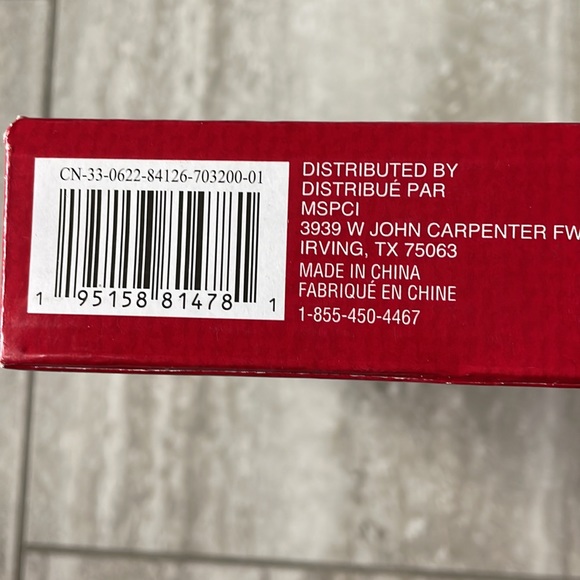 CN-33-0622-84126-703200-01
1 95158 81478 1
DISTRIBUTED BY
DISTRIBUÉ PAR
MSPCI
3939 W JOHN CARPENTER FW
IRVING, TX 75063
MADE IN CHINA
FABRIQUÉ EN CHINE
1-855-450-4467